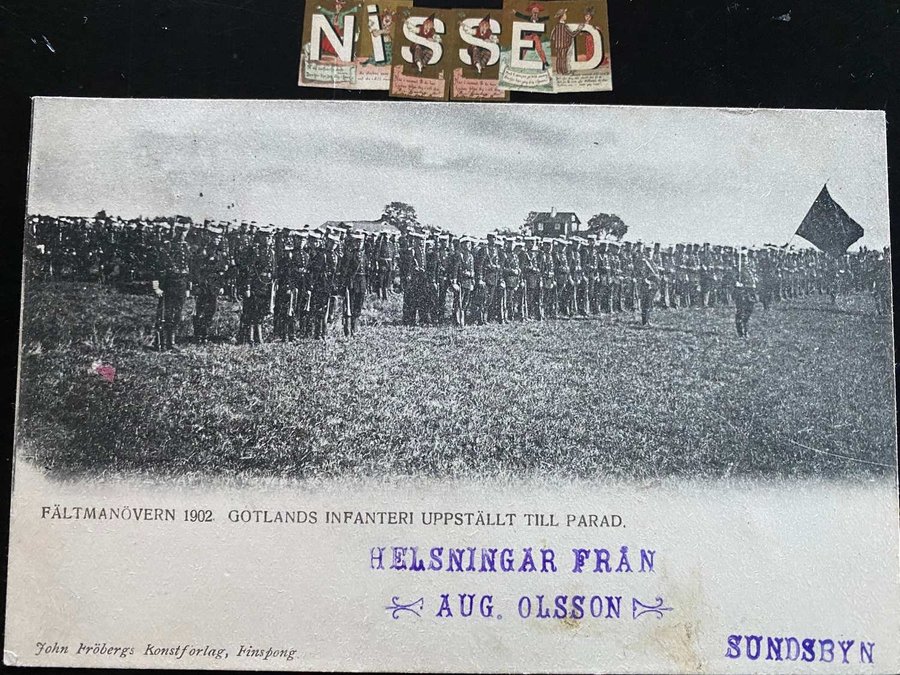 NISSED
FÄLTMANÖVERN 1902. GOTLANDS INFANTERI UPPSTÄLLT TILL PARAD.
HELSNINGAR FRÅN
AUG. OLSSON
SUNDSBYN
John Fröbergs Konstforlag, Finspong